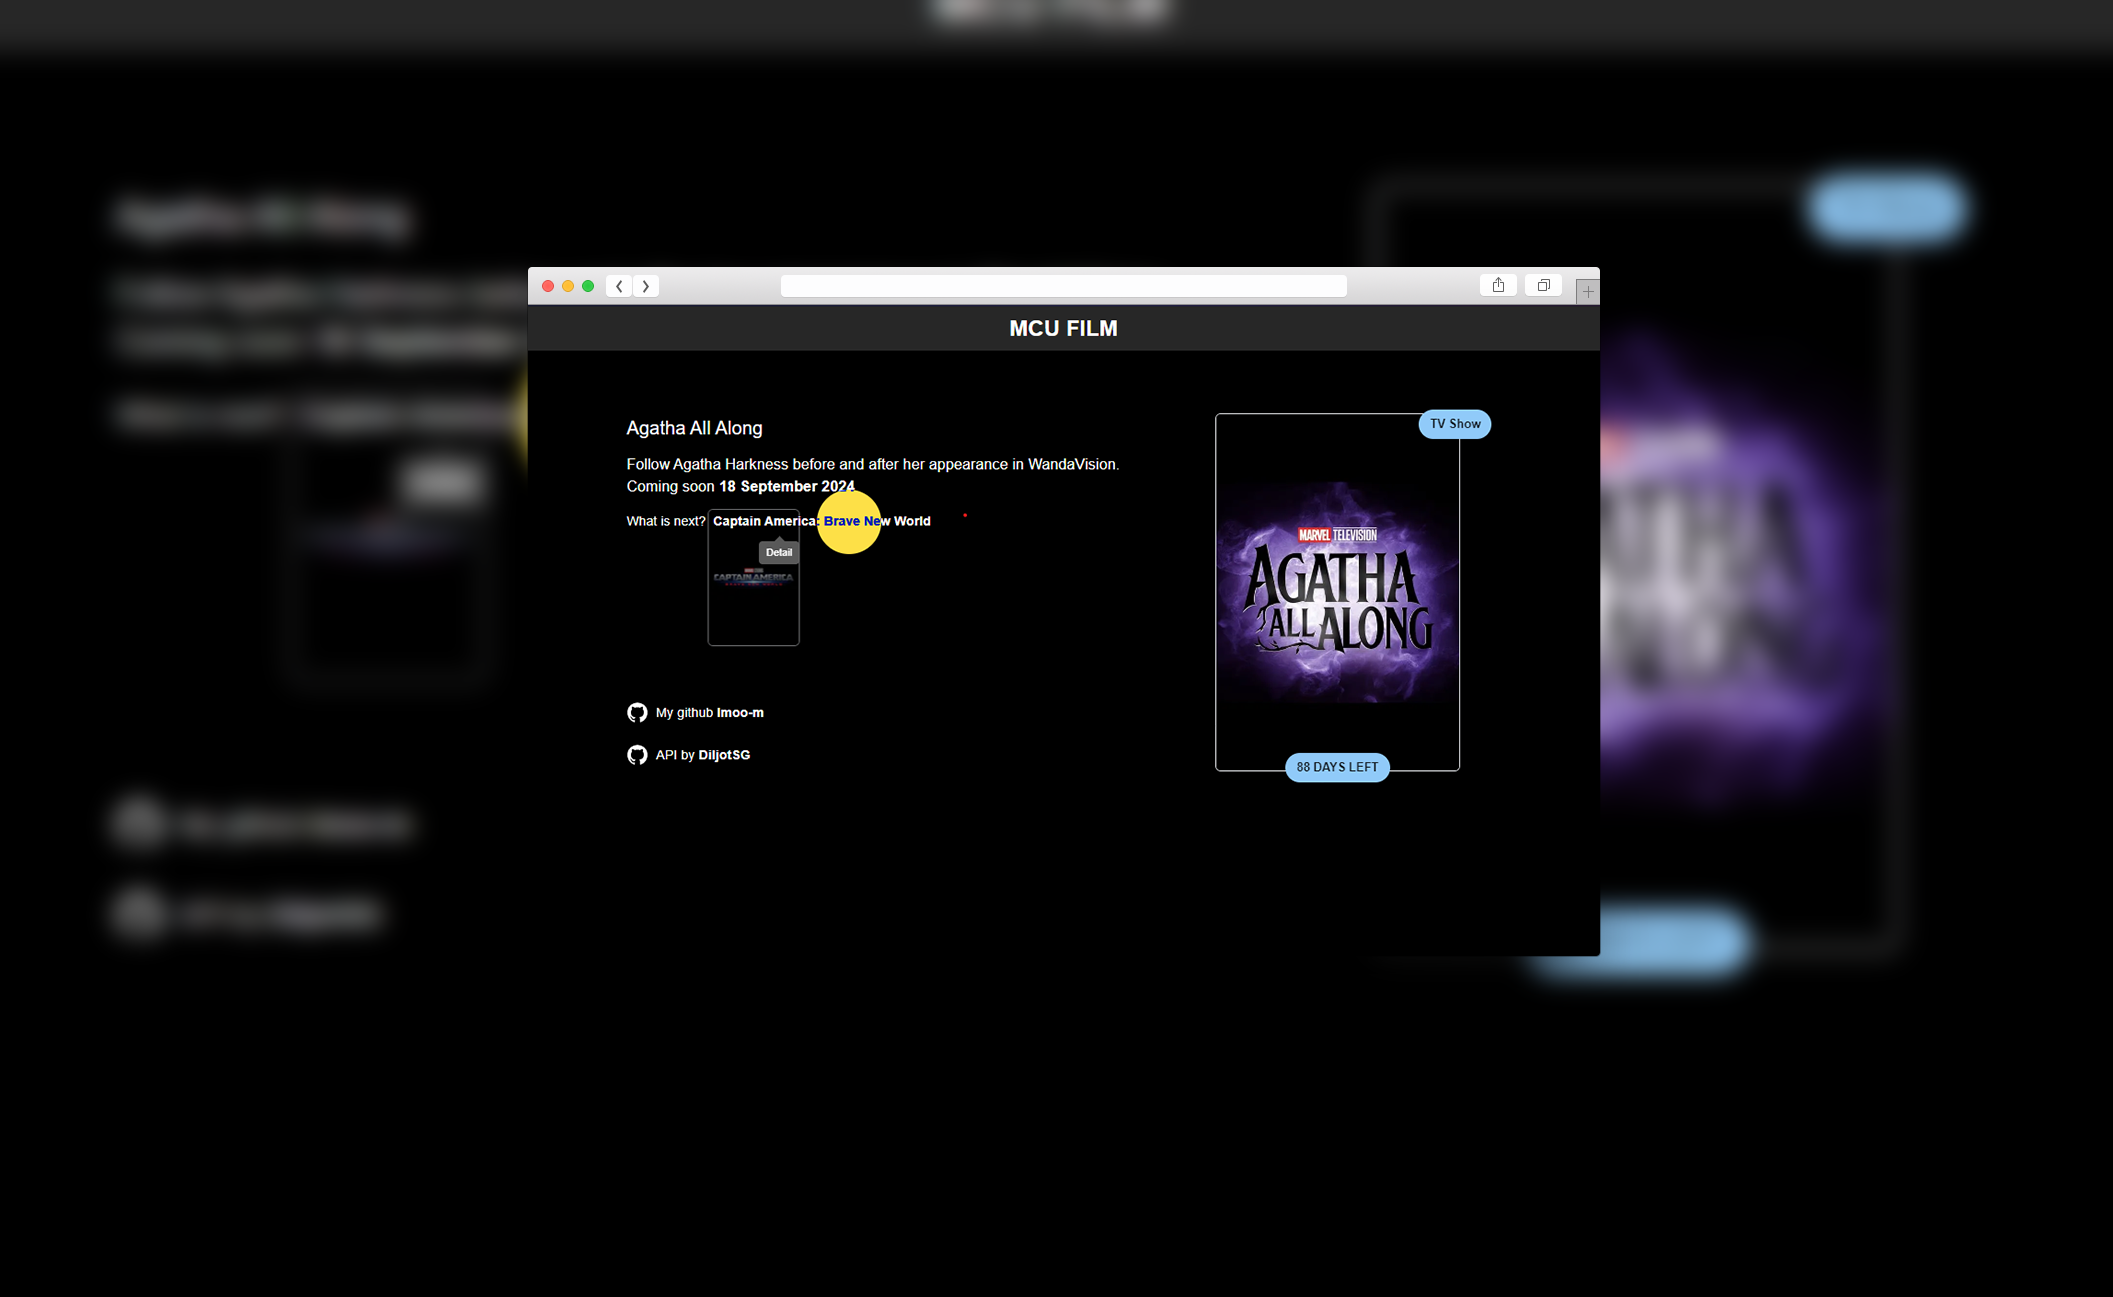 MCU FILM
Agatha All Along
Follow Agatha Harkness before and after her appearance in WandaVision.
Coming soon 18 September 2024
What is next? Captain America: Brave New World
Detail
CAPTAIN AMERICA
My github Imoo-m
API by DiljotSG
TV Show
MARVEL TELEVISION
AGATHA
ALL ALONG
88 DAYS LEFT